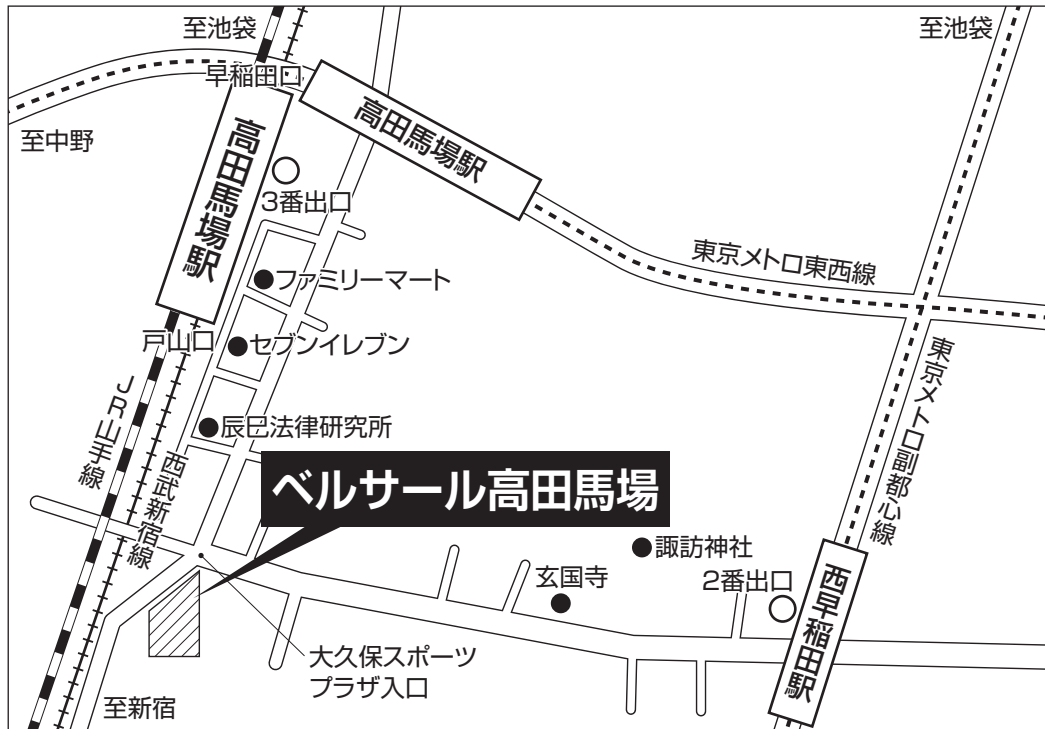 至池袋
至池袋
早稲田口
至中野
高田馬場駅
高田馬場駅
3番出口
東京メトロ東西線
ファミリーマート
戸山口
セブンイレブン
東京メトロ副都心線
JR山手線
辰巳法律研究所
西武新宿線
ベルサール高田馬場
諏訪神社
玄国寺
2番出口
西早稲田駅
大久保スポーツ
プラザ入口
至新宿